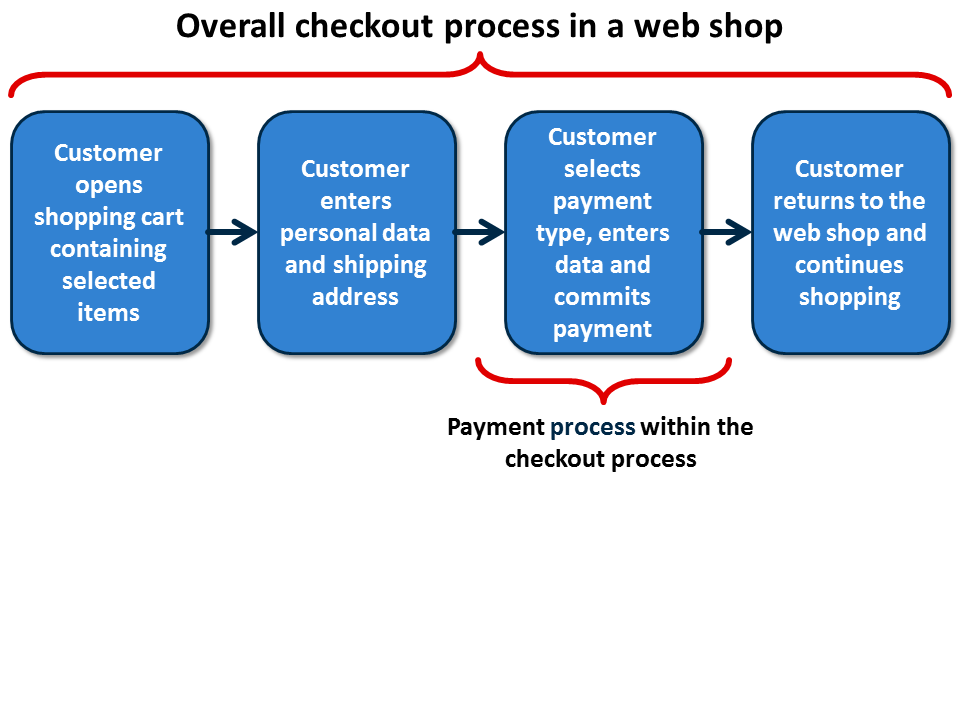 Overall checkout process in a web shop
Customer
opens
shopping cart
containing
selected
items
Customer
enters
personal data
and shipping
address
Customer
selects
payment
type, enters
data and
commits
payment
Customer
returns to the
web shop and
continues
shopping
Payment process within the
checkout process